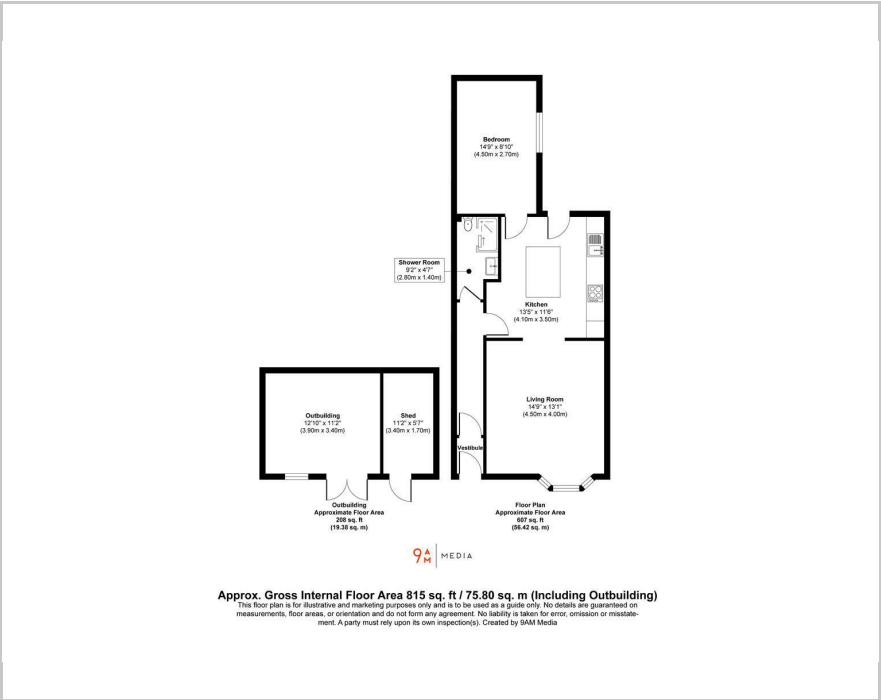 Bedroom
14'9" x 8'10"
(4.50m x 2.70m)
Shower Room
9'2" x 4'7"
(2.80m x 1.40m)
Kitchen
13'5" x 11'6"
(4.10m x 3.50m)
Living Room
14'9" x 13'1"
(4.50m x 4.00m)
Outbuilding
12'10" x 11'2"
(3.90m x 3.40m)
Shed
11'2" x 5'7"
(3.40m x 1.70m)
Vestibule
Outbuilding
Approximate Floor Area
208 sq. ft
(19.38 sq. m)
Floor Plan
Approximate Floor Area
607 sq. ft
(56.42 sq. m)
9AM MEDIA
Approx. Gross Internal Floor Area 815 sq. ft / 75.80 sq. m (Including Outbuilding)
This floor plan is for illustrative and marketing purposes only and is to be used as a guide only. No details are guaranteed on
measurements, floor areas, or orientation and do not form any agreement. No liability is taken for error, omission or misstate-
ment. A party must rely upon its own inspection(s). Created by 9AM Media